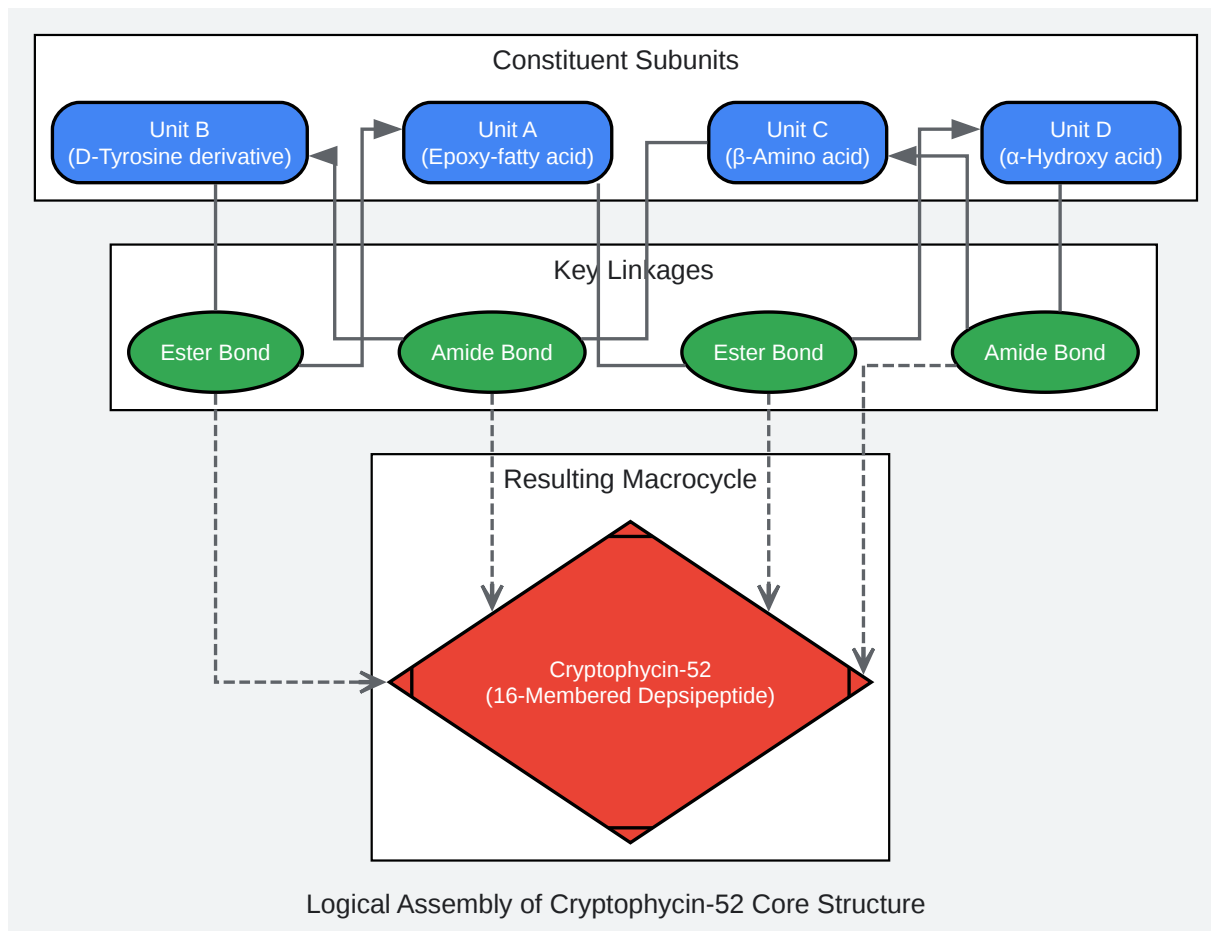 Constituent Subunits
Unit B
(D-Tyrosine derivative)
Unit A
(Epoxy-fatty acid)
Unit C
(β-Amino acid)
Unit D
(α-Hydroxy acid)
Key Linkages
Ester Bond
Amide Bond
Ester Bond
Amide Bond
Resulting Macrocycle
Cryptophycin-52
(16-Membered Depsipeptide)
Logical Assembly of Cryptophycin-52 Core Structure